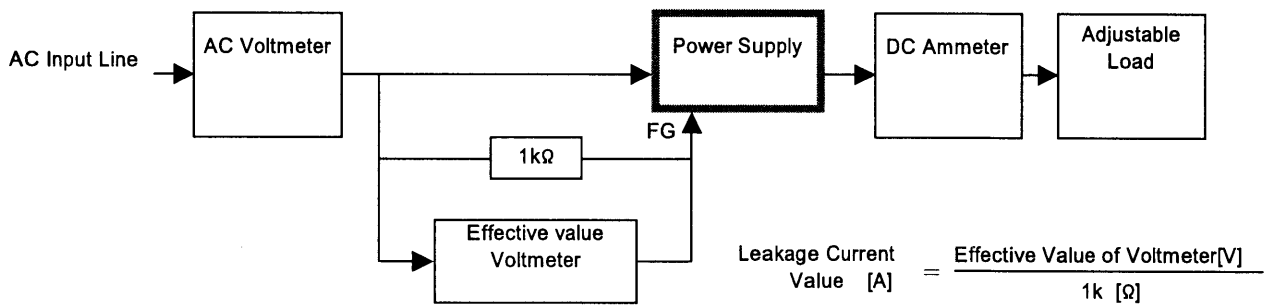 AC Input Line
AC Voltmeter
Power Supply
DC Ammeter
Adjustable
Load
FG
1kΩ
Effective value
Voltmeter
Leakage Current
Value [A]
=
Effective Value of Voltmeter[V]
1k [Ω]